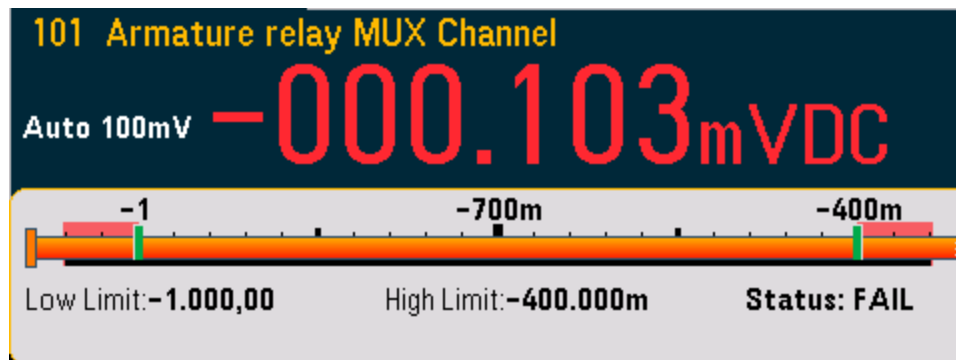 101 Armature relay MUX Channel
Auto 100mV -000.103mVDC
-1 -700m -400m
Low Limit:-1.000,00 High Limit:-400.000m Status: FAIL